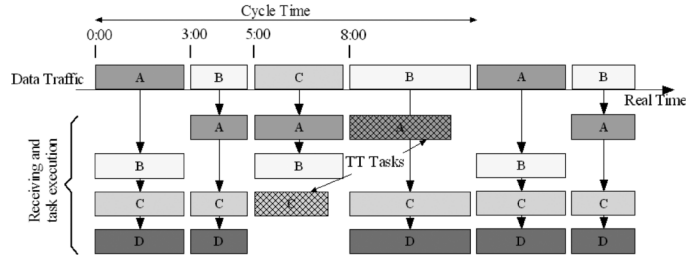 Cycle Time
0:00 3:00 5:00 8:00
Data Traffic A B C B A B
Real Time
A A A A
B B B
TT Tasks
C C C C C C
D D D D D
Receiving and
task execution